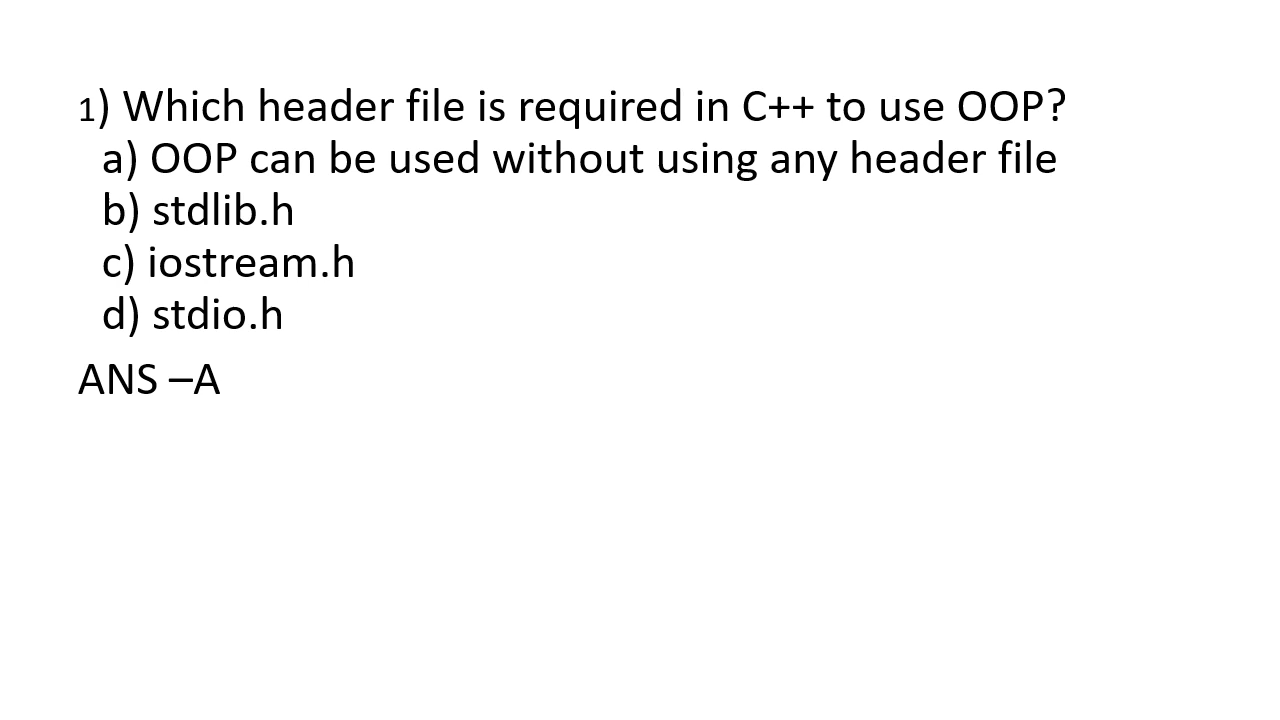 1) Which header file is required in C++ to use OOP?
a) OOP can be used without using any header file
b) stdlib.h
c) iostream.h
d) stdio.h
ANS –A